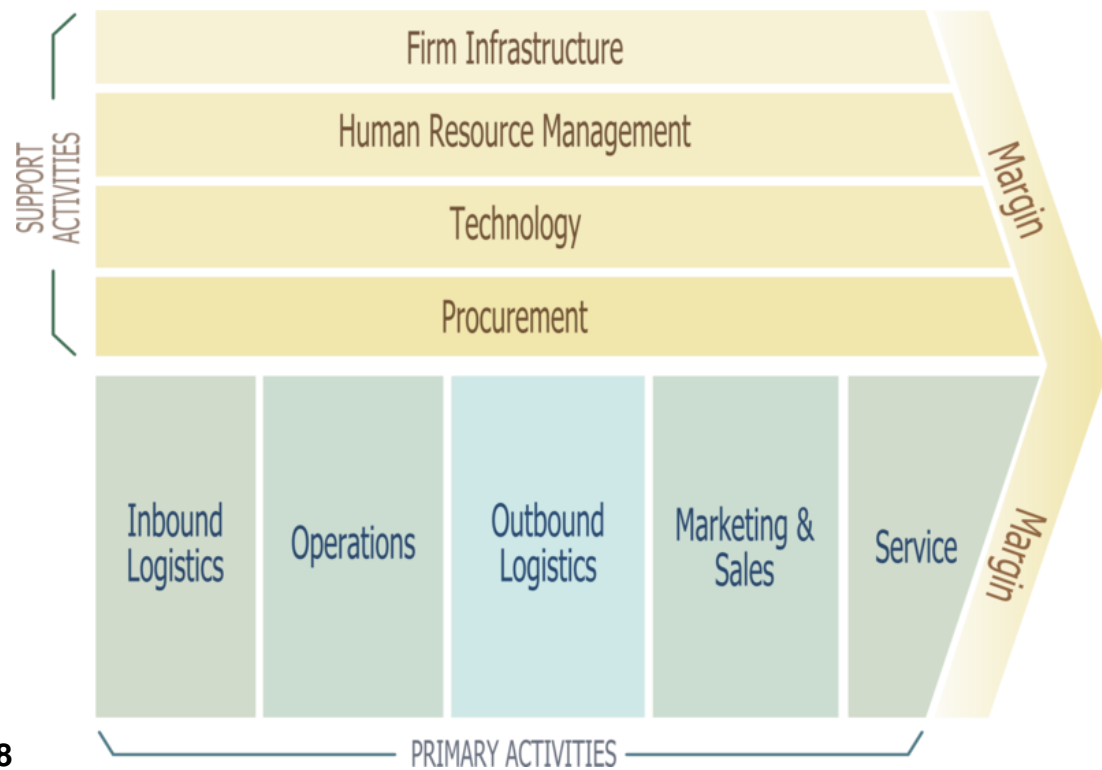 Firm Infrastructure
Human Resource Management
Technology
Procurement
SUPPORT
ACTIVITIES
Margin
Inbound
Logistics
Operations
Outbound
Logistics
Marketing &
Sales
Service
Margin
PRIMARY ACTIVITIES
8